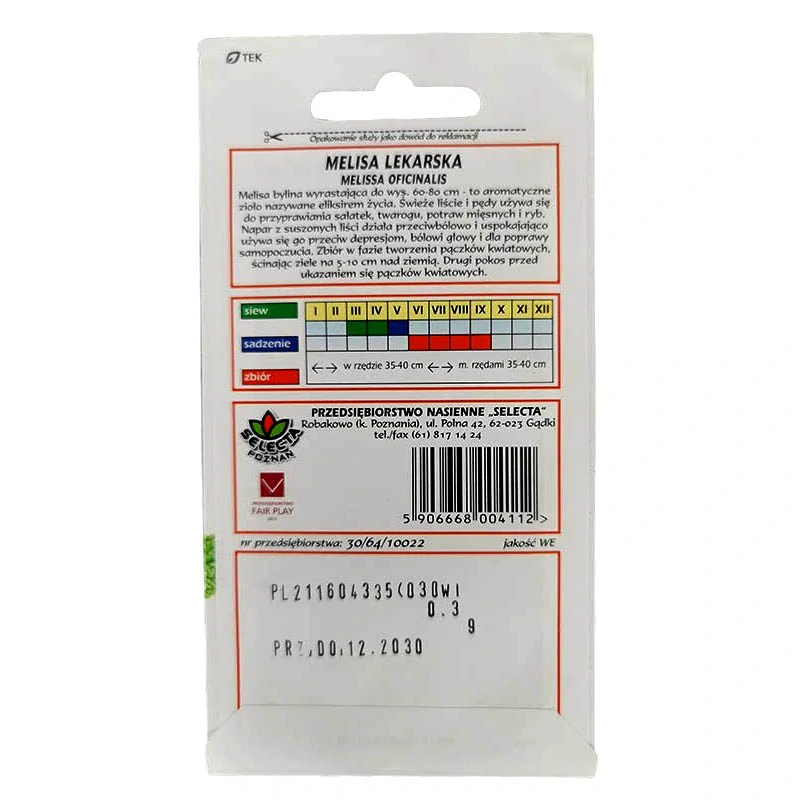 TEK
Opakowanie służy jako dowód do reklamacji
MELISA LEKARSKA
MELISSA OFICINALIS
Melisa bylina wyrastająca do wys. 60-80 cm - to aromatyczne
zioło nazywane eliksirem życia. Świeże liście i pędy używa się
do przyprawiania sałatek, twarogu, potraw mięsnych i ryb.
Napar z suszonych liści działa przeciwbólowo i uspokajająco
używa się go przeciw depresjom, bólowi głowy i dla poprawy
samopoczucia. Zbiór w fazie tworzenia pączków kwiatowych,
ścinając ziele na 5-10 cm nad ziemią. Drugi pokos przed
ukazaniem się pączków kwiatowych.
siew I II III IV V VI VII VIII IX X XI XII
sadzenie
w rzędzie 35-40 cm m. rzędami 35-40 cm
zbiór
PRZEDSIĘBIORSTWO NASIENNE „SELECTA"
Robakowo (k. Poznania), ul. Polna 42, 62-023 Gądki
tel./fax (61) 817 14 24
SELECTA
POZNAŃ
PRZEDSIĘBIORSTWO
FAIR PLAY
5 906668 004112 >
nr przedsiębiorstwa: 30/64/10022 jakość WE
PL211604335(030WI
0.3
g
PRZ.DO.12.2030